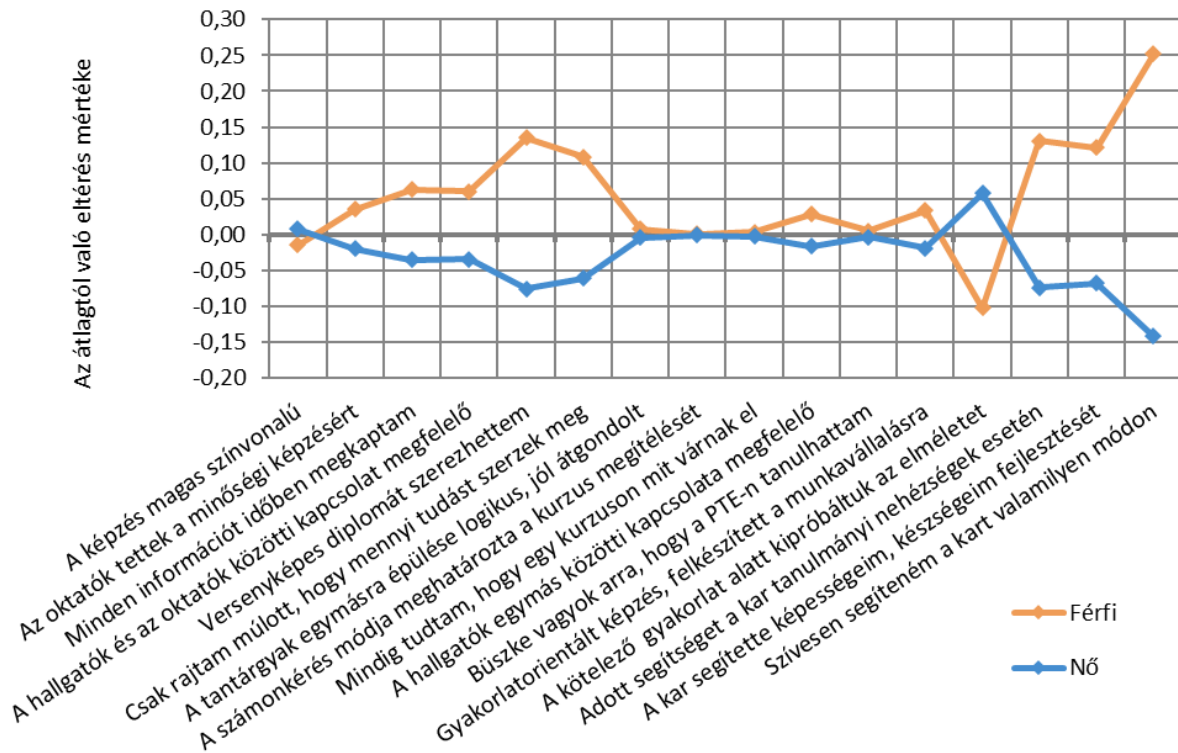 Az átlagtól való eltérés mértéke
0,30
0,25
0,20
0,15
0,10
0,05
0,00
-0,05
-0,10
-0,15
-0,20
A képzés magas színvonalú
Az oktatók tettek a minőségi képzésért
Minden információt időben megkaptam
A hallgatók és az oktatók közötti kapcsolat megfelelő
Versenyképes diplomát szerezhettem
Csak rajtam múlott, hogy mennyi tudást szerzek meg
A tantárgyak egymásra épülése logikus, jól átgondolt
A számonkérés módja meghatározta a kurzus megítélését
Mindig tudtam, hogy egy kurzuson mit várnak el
A hallgatók egymás közötti kapcsolata megfelelő
Büszke vagyok arra, hogy a PTE-n tanulhattam
Gyakorlatorientált képzés, felkészített a munkavállalásra
A kötelező gyakorlat alatt kipróbáltuk az elméletet
Adott segítséget a kar tanulmányi nehézségek esetén
A kar segítette képességeim, készségeim fejlesztését
Szívesen segíteném a kart valamilyen módon
Férfi
Nő